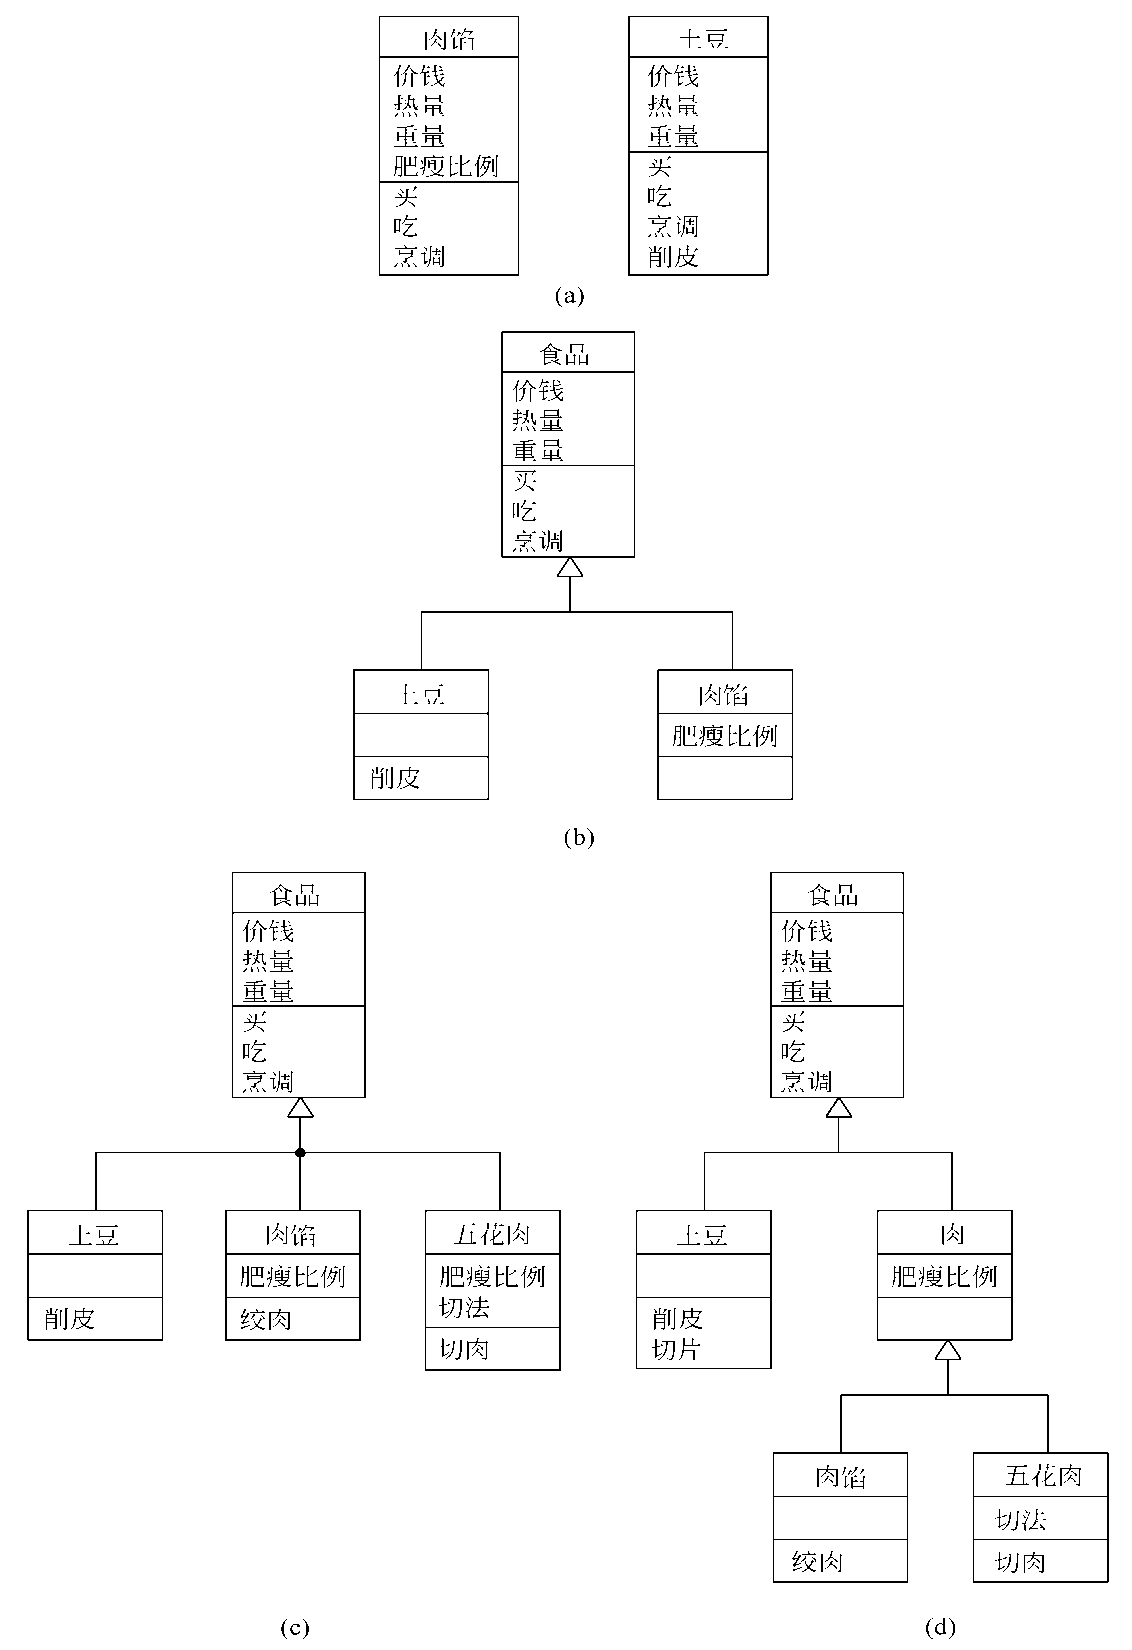 肉馅
价钱
热量
重量
肥瘦比例
买
吃
烹调
土豆
价钱
热量
重量
买
吃
烹调
削皮
(a)
食品
价钱
热量
重量
买
吃
烹调
土豆
削皮
肉馅
肥瘦比例
(b)
食品
价钱
热量
重量
买
吃
烹调
土豆
削皮
肉馅
肥瘦比例
绞肉
五花肉
肥瘦比例
切法
切肉
(c)
食品
价钱
热量
重量
买
吃
烹调
土豆
削皮
切片
肉
肥瘦比例
肉馅
绞肉
五花肉
切法
切肉
(d)